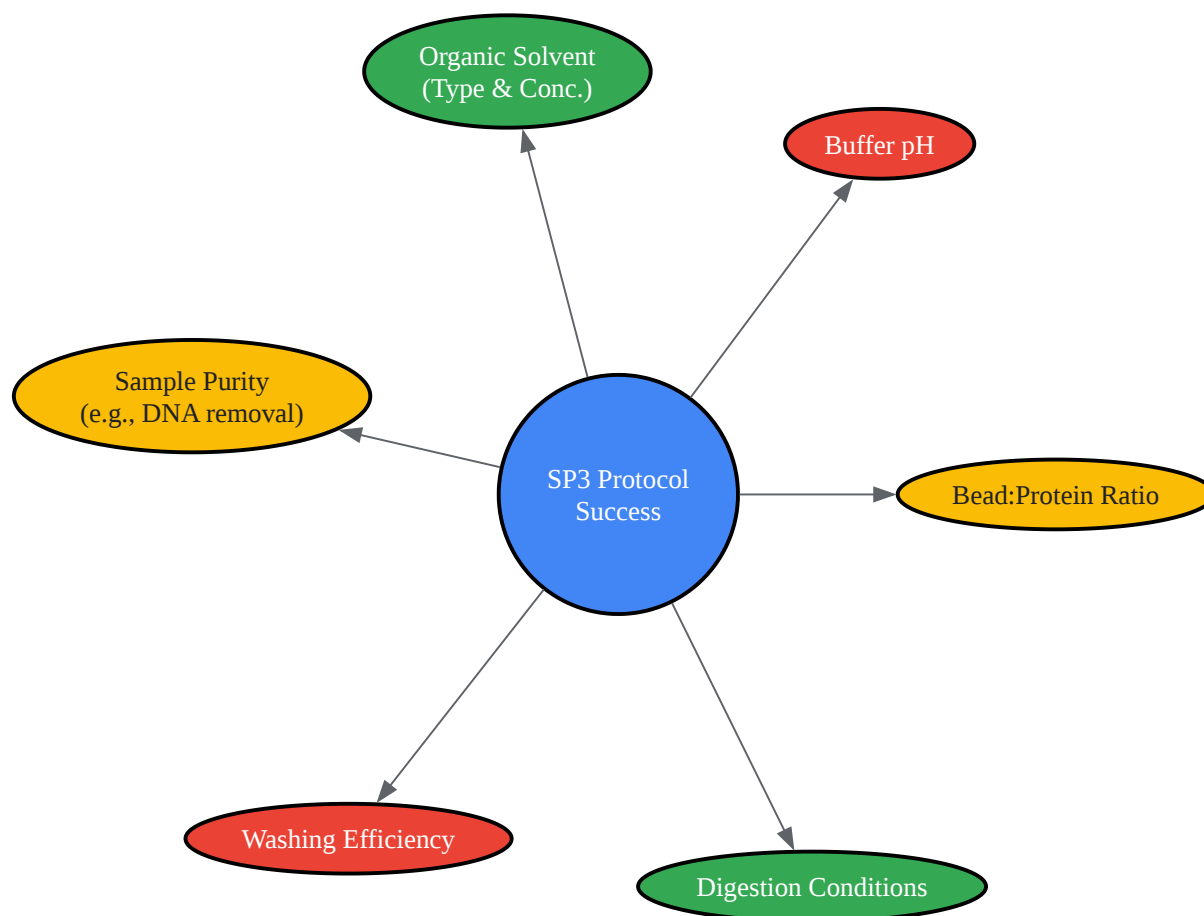 Organic Solvent
(Type & Conc.)
Buffer pH
Sample Purity
(e.g., DNA removal)
SP3 Protocol
Success
Bead:Protein Ratio
Washing Efficiency
Digestion Conditions